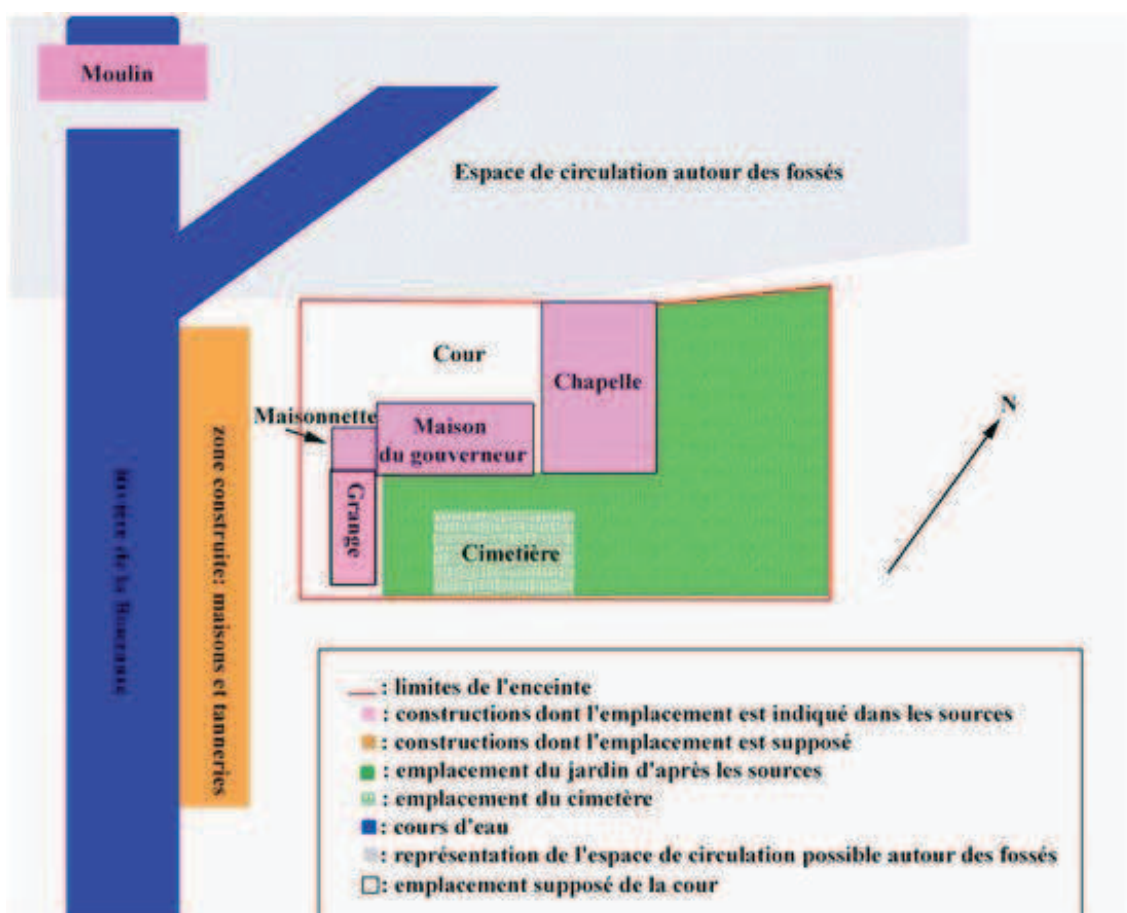 Moulin
Espace de circulation autour des fossés
Cour
Chapelle
N
Maisonnette
Maison
du gouverneur
Grange
Cimetière
zone construite: maisons et tanneries
de la
: limites de l'enceinte
: constructions dont l'emplacement est indiqué dans les sources
: constructions dont l'emplacement est supposé
: emplacement du jardin d'après les sources
: emplacement du cimetère
: cours d'eau
: représentation de l'espace de circulation possible autour des fossés
: emplacement supposé de la cour